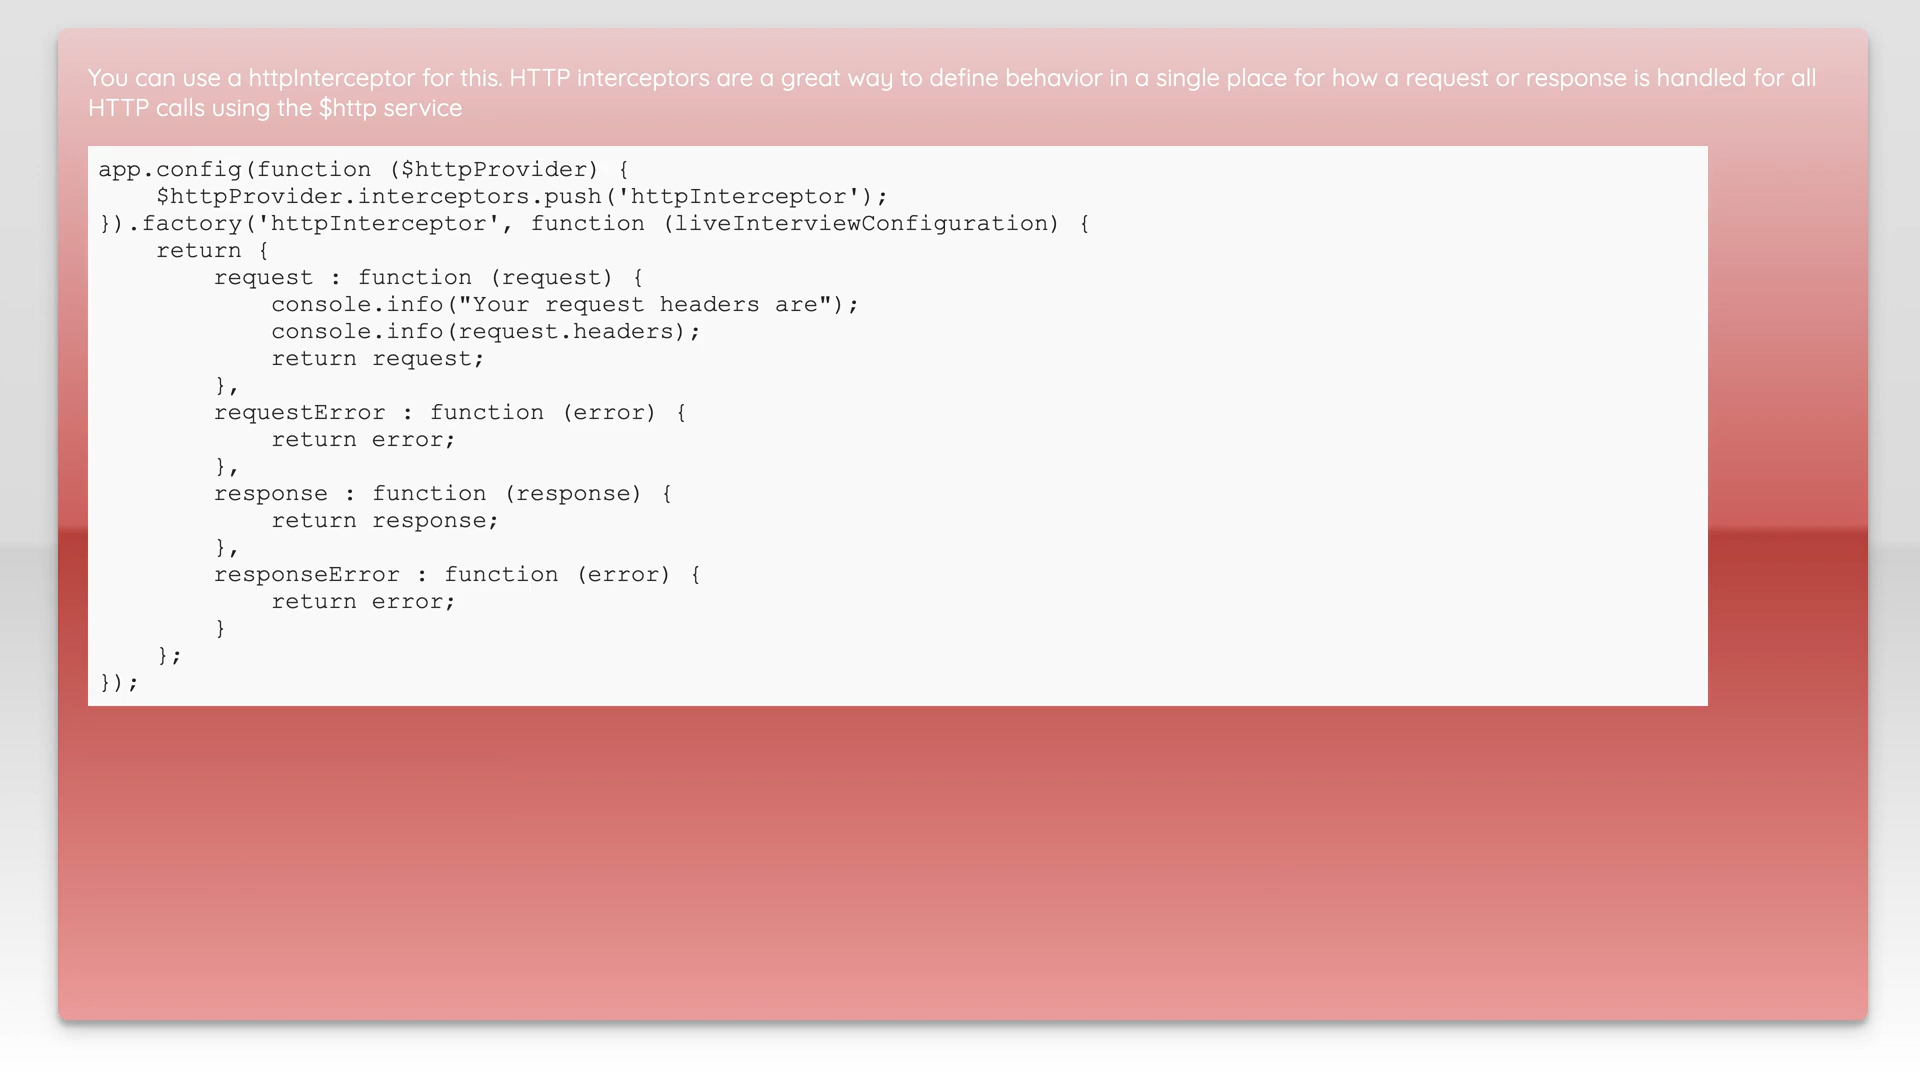 You can use a httpInterceptor for this. HTTP interceptors are a great way to define behavior in a single place for how a request or response is handled for all
HTTP calls using the $http service
app.config(function ($httpProvider) {
    $httpProvider.interceptors.push('httpInterceptor');
}).factory('httpInterceptor', function (liveInterviewConfiguration) {
    return {
        request : function (request) {
            console.info("Your request headers are");
            console.info(request.headers);
            return request;
        },
        requestError : function (error) {
            return error;
        },
        response : function (response) {
            return response;
        },
        responseError : function (error) {
            return error;
        }
    };
});